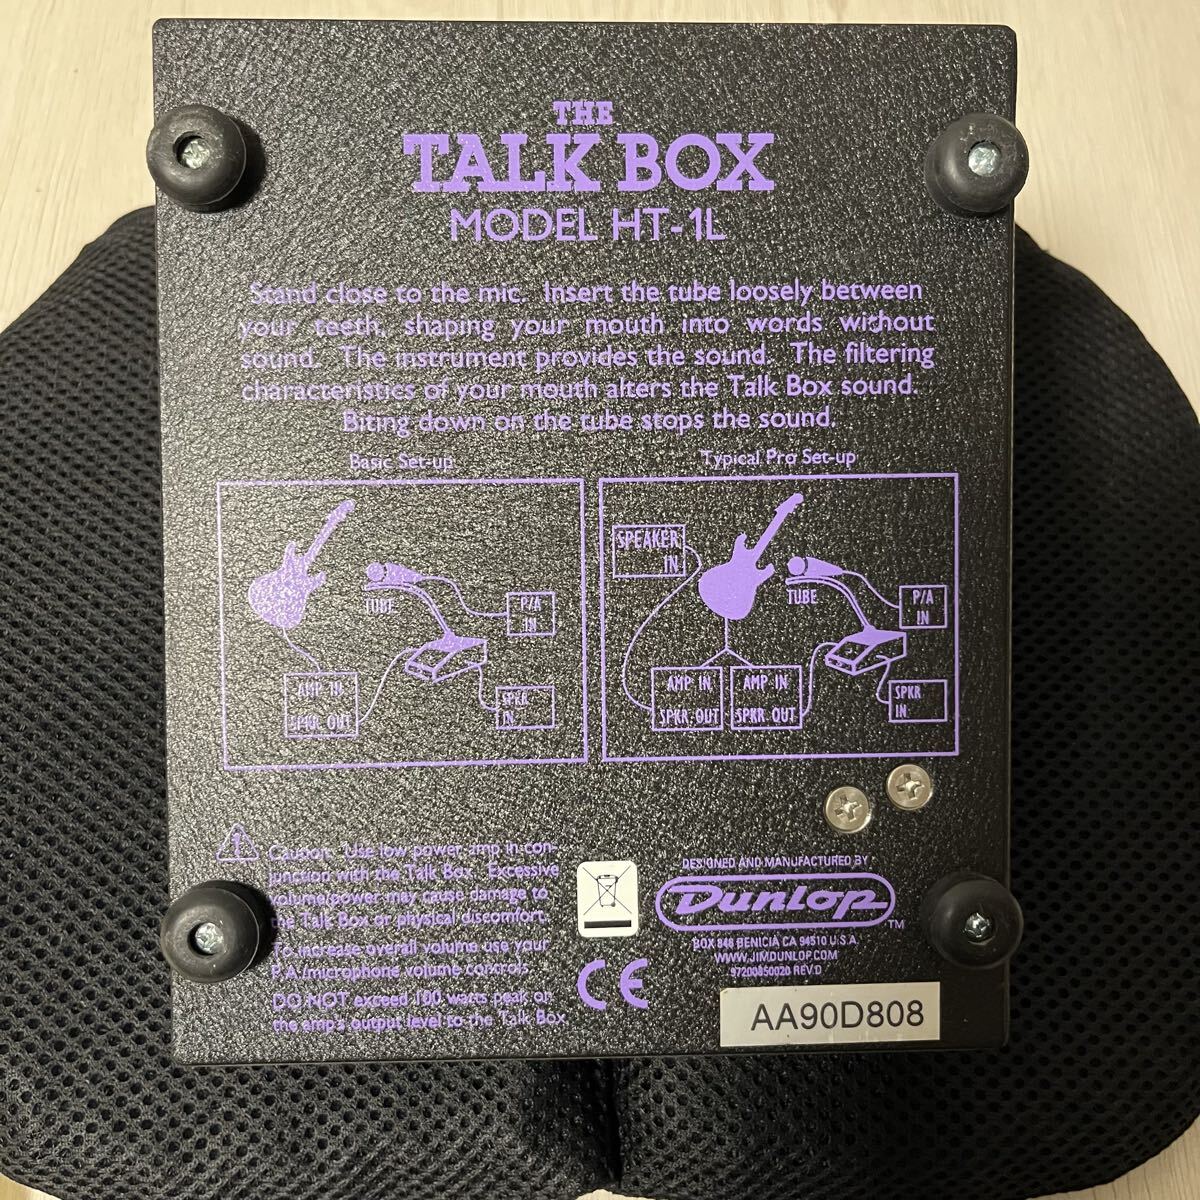 THE
TALK BOX
MODEL HT-1L
Stand close to the mic. Insert the tube loosely between
your teeth, shaping your mouth into words without
sound. The instrument provides the sound. The filtering
characteristics of your mouth alters the Talk Box sound.
Biting down on the tube stops the sound.
Basic Set-up
TUBE
P/A
IN
AMP IN
SPKR OUT
SPKR
IN
Typical Pro Set-up
SPEAKER
IN
TUBE
P/A
IN
AMP IN
SPKR OUT
AMP IN
SPKR OUT
SPKR
IN
Caution: Use low power amp in con-
junction with the Talk Box. Excessive
volume/power may cause damage to
the Talk Box or physical discomfort.
To increase overall volume use your
P.A./microphone volume controls.
DO NOT exceed 100 watts peak on
the amp's output level to the Talk Box
CE
DESIGNED AND MANUFACTURED BY
DUNLOP™
BOX 846 BENICIA CA 94510 U.S.A.
WWW.JIMDUNLOP.COM
97200850020 REV.D
AA90D808